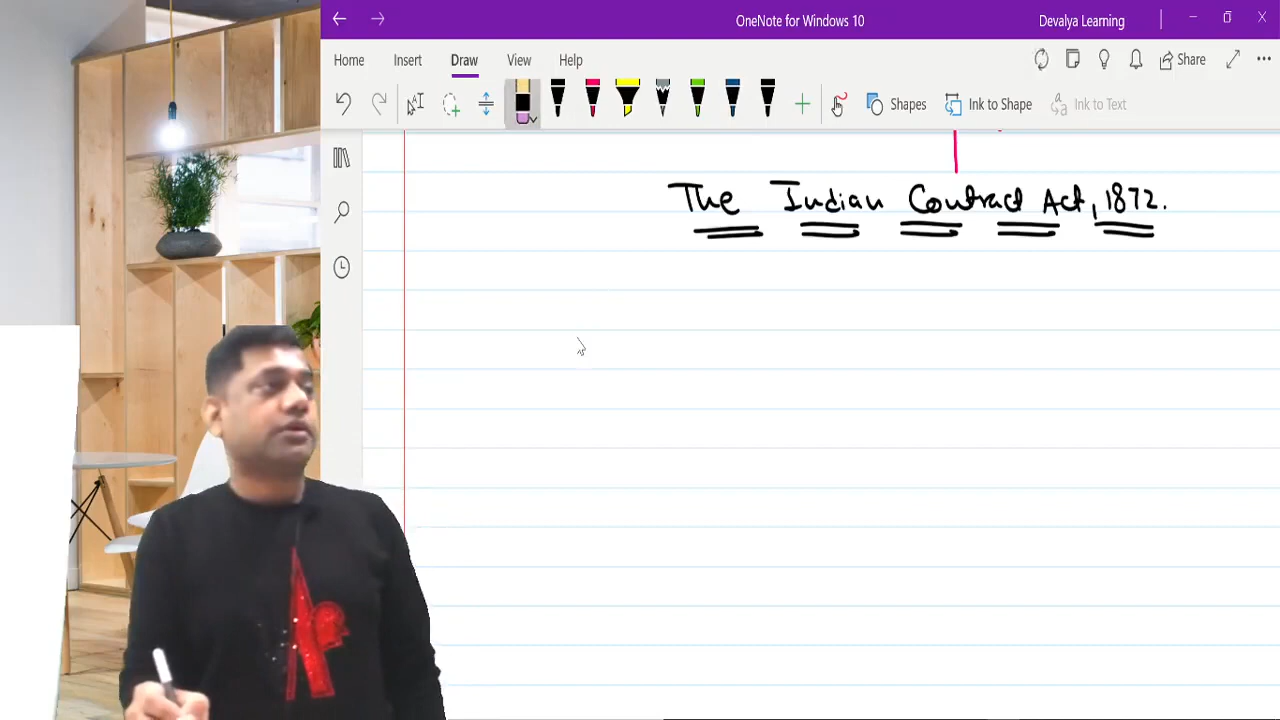 OneNote for Windows 10
Devalya Learning
Home Insert Draw View Help
Share
Shapes Ink to Shape Ink to Text
The Indian Contract Act, 1872.